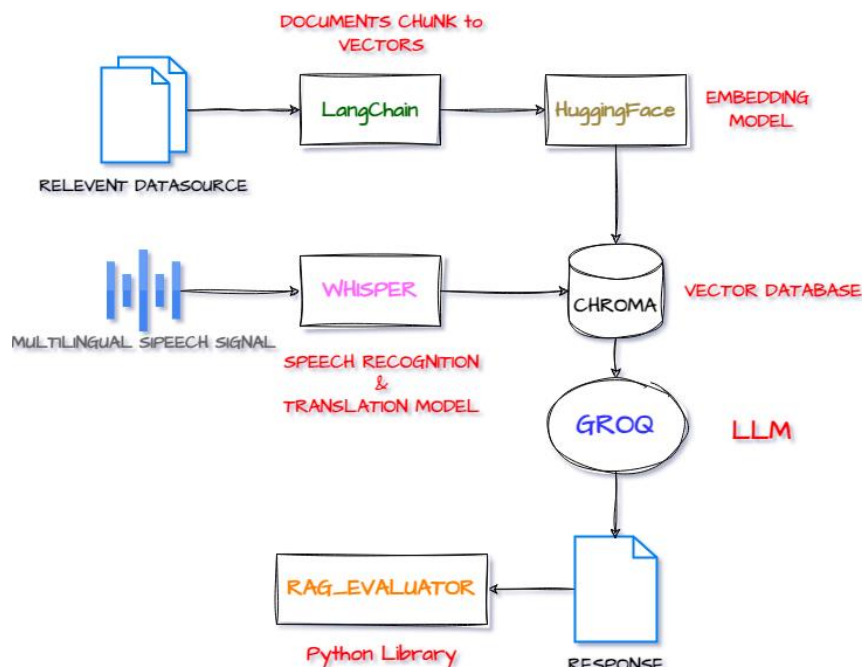 DOCUMENTS CHUNK to
VECTORS
LangChain
HuggingFace
EMBEDDING
MODEL
RELEVENT DATASOURCE
WHISPER
CHROMA
VECTOR DATABASE
MULTILINGUAL SIPEECH SIGNAL
SPEECH RECOGNITION
&
TRANSLATION MODEL
GROQ
LLM
RAG_EVALUATOR
Python Library
RESPONSE